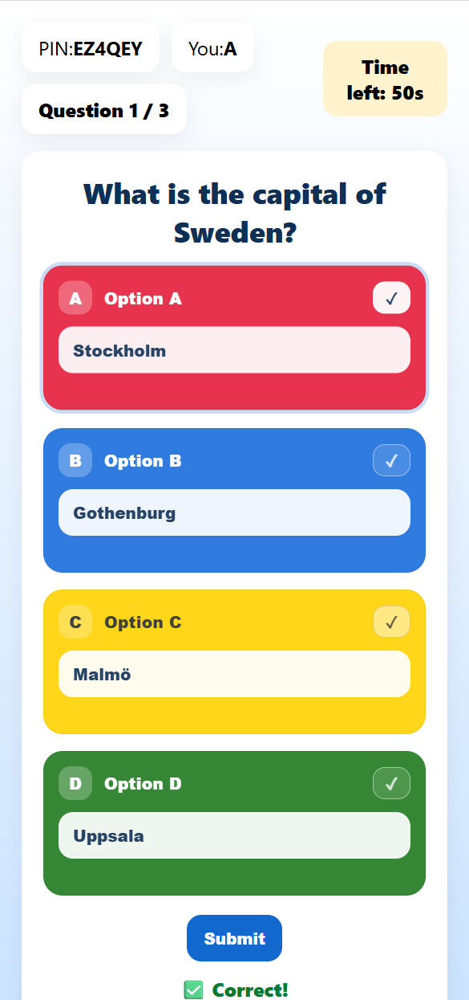 PIN:EZ4QEY
You:A
Time
left: 50s
Question 1 / 3
What is the capital of
Sweden?
A
Option A
✓
Stockholm
B
Option B
✓
Gothenburg
C
Option C
✓
Malmö
D
Option D
✓
Uppsala
Submit
✅ Correct!